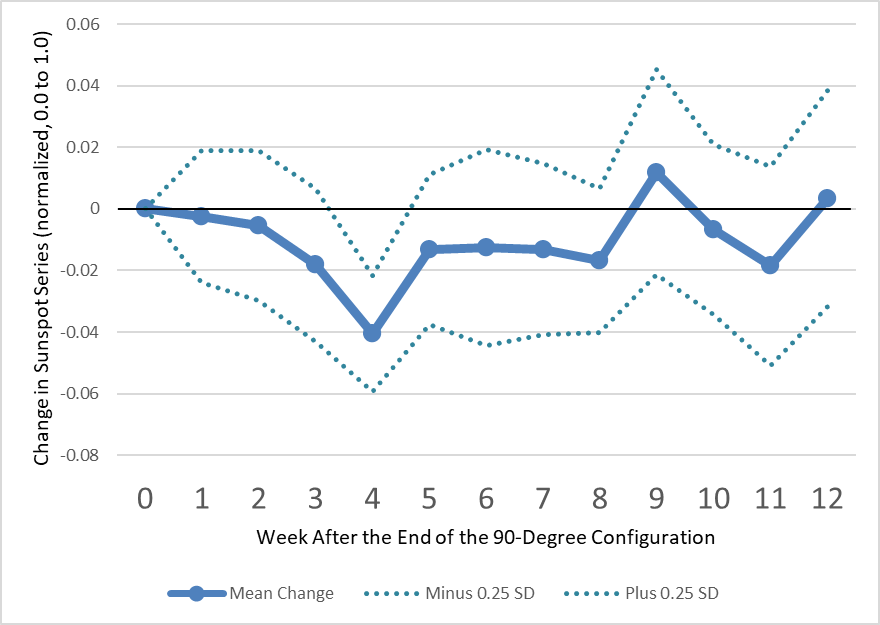 Change in Sunspot Series (normalized, 0.0 to 1.0)
0.06
0.04
0.02
0
-0.02
-0.04
-0.06
-0.08
0 1 2 3 4 5 6 7 8 9 10 11 12
Week After the End of the 90-Degree Configuration
Mean Change Minus 0.25 SD Plus 0.25 SD